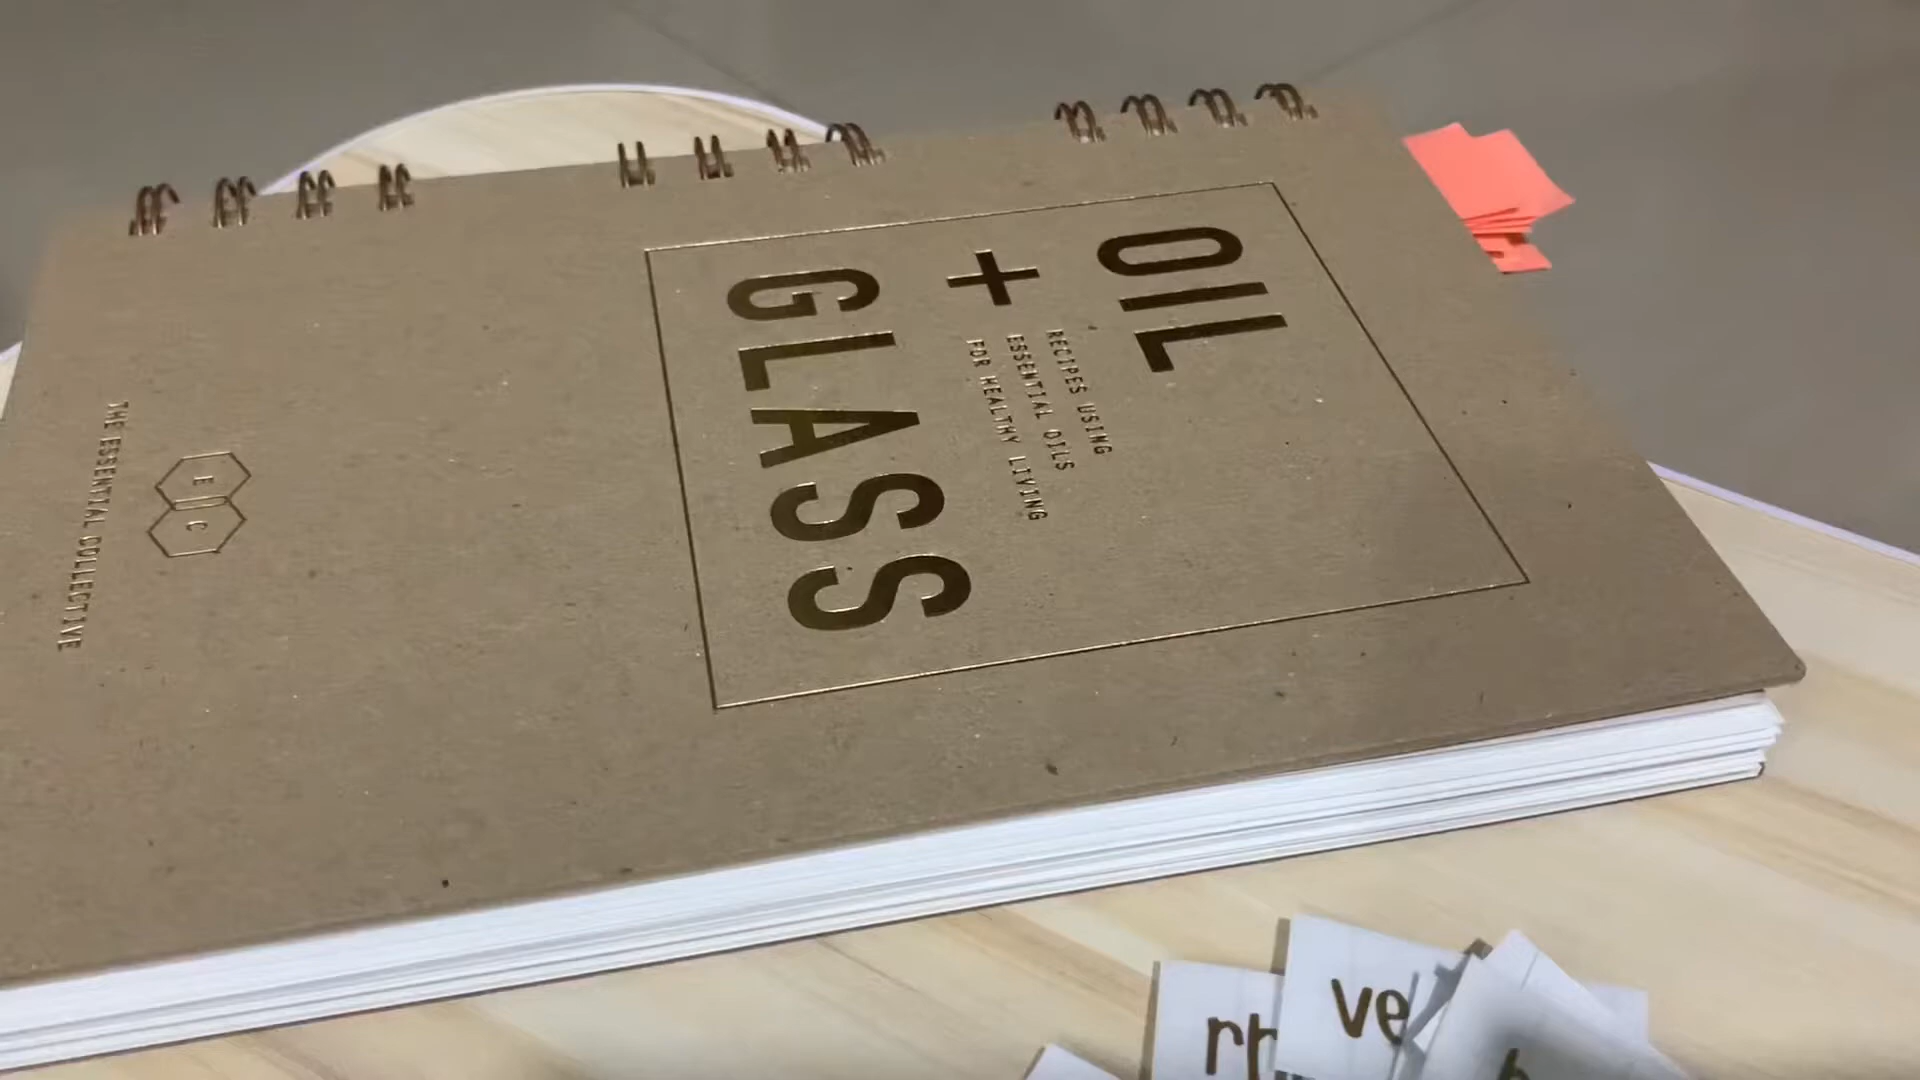 OIL
+
RECIPES USING
ESSENTIAL OILS
FOR HEALTHY LIVING
GLASS
E
C
THE ESSENTIAL COLLECTIVE
ve